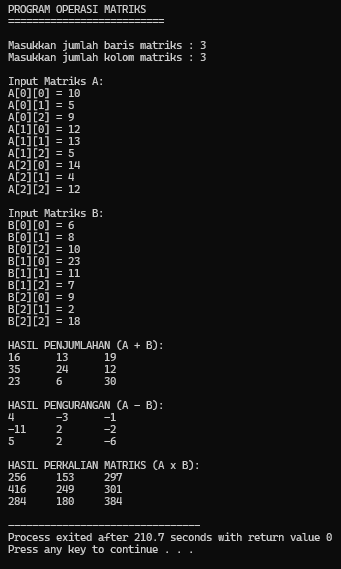 PROGRAM OPERASI MATRIKS
==========================
Masukkan jumlah baris matriks : 3
Masukkan jumlah kolom matriks : 3
Input Matriks A:
A[0][0] = 10
A[0][1] = 5
A[0][2] = 9
A[1][0] = 12
A[1][1] = 13
A[1][2] = 5
A[2][0] = 14
A[2][1] = 4
A[2][2] = 12
Input Matriks B:
B[0][0] = 6
B[0][1] = 8
B[0][2] = 10
B[1][0] = 23
B[1][1] = 11
B[1][2] = 7
B[2][0] = 9
B[2][1] = 2
B[2][2] = 18
HASIL PENJUMLAHAN (A + B):
16      13      19
35      24      12
23      6       30
HASIL PENGURANGAN (A - B):
4       -3      -1
-11     2       -2
5       2       -6
HASIL PERKALIAN MATRIKS (A x B):
256     153     297
416     249     301
284     180     384
--------------------------------
Process exited after 210.7 seconds with return value 0
Press any key to continue . . .